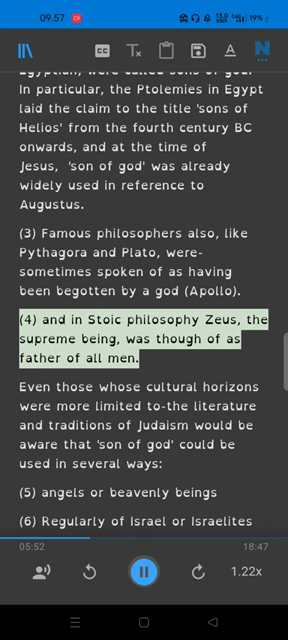 09.57
15.0
KB/S
19%
CC
T×
A
N
Egyptian, were called sons of god.
In particular, the Ptolemies in Egypt
laid the claim to the title 'sons of
Helios' from the fourth century BC
onwards, and at the time of
Jesus, 'son of god' was already
widely used in reference to
Augustus.
(3) Famous philosophers also, like
Pythagora and Plato, were-
sometimes spoken of as having
been begotten by a god (Apollo).
(4) and in Stoic philosophy Zeus, the
supreme being, was though of as
father of all men.
Even those whose cultural horizons
were more limited to-the literature
and traditions of Judaism would be
aware that 'son of god' could be
used in several ways:
(5) angels or beavenly beings
(6) Regularly of Israel or Israelites
05:52
18:47
1.22x